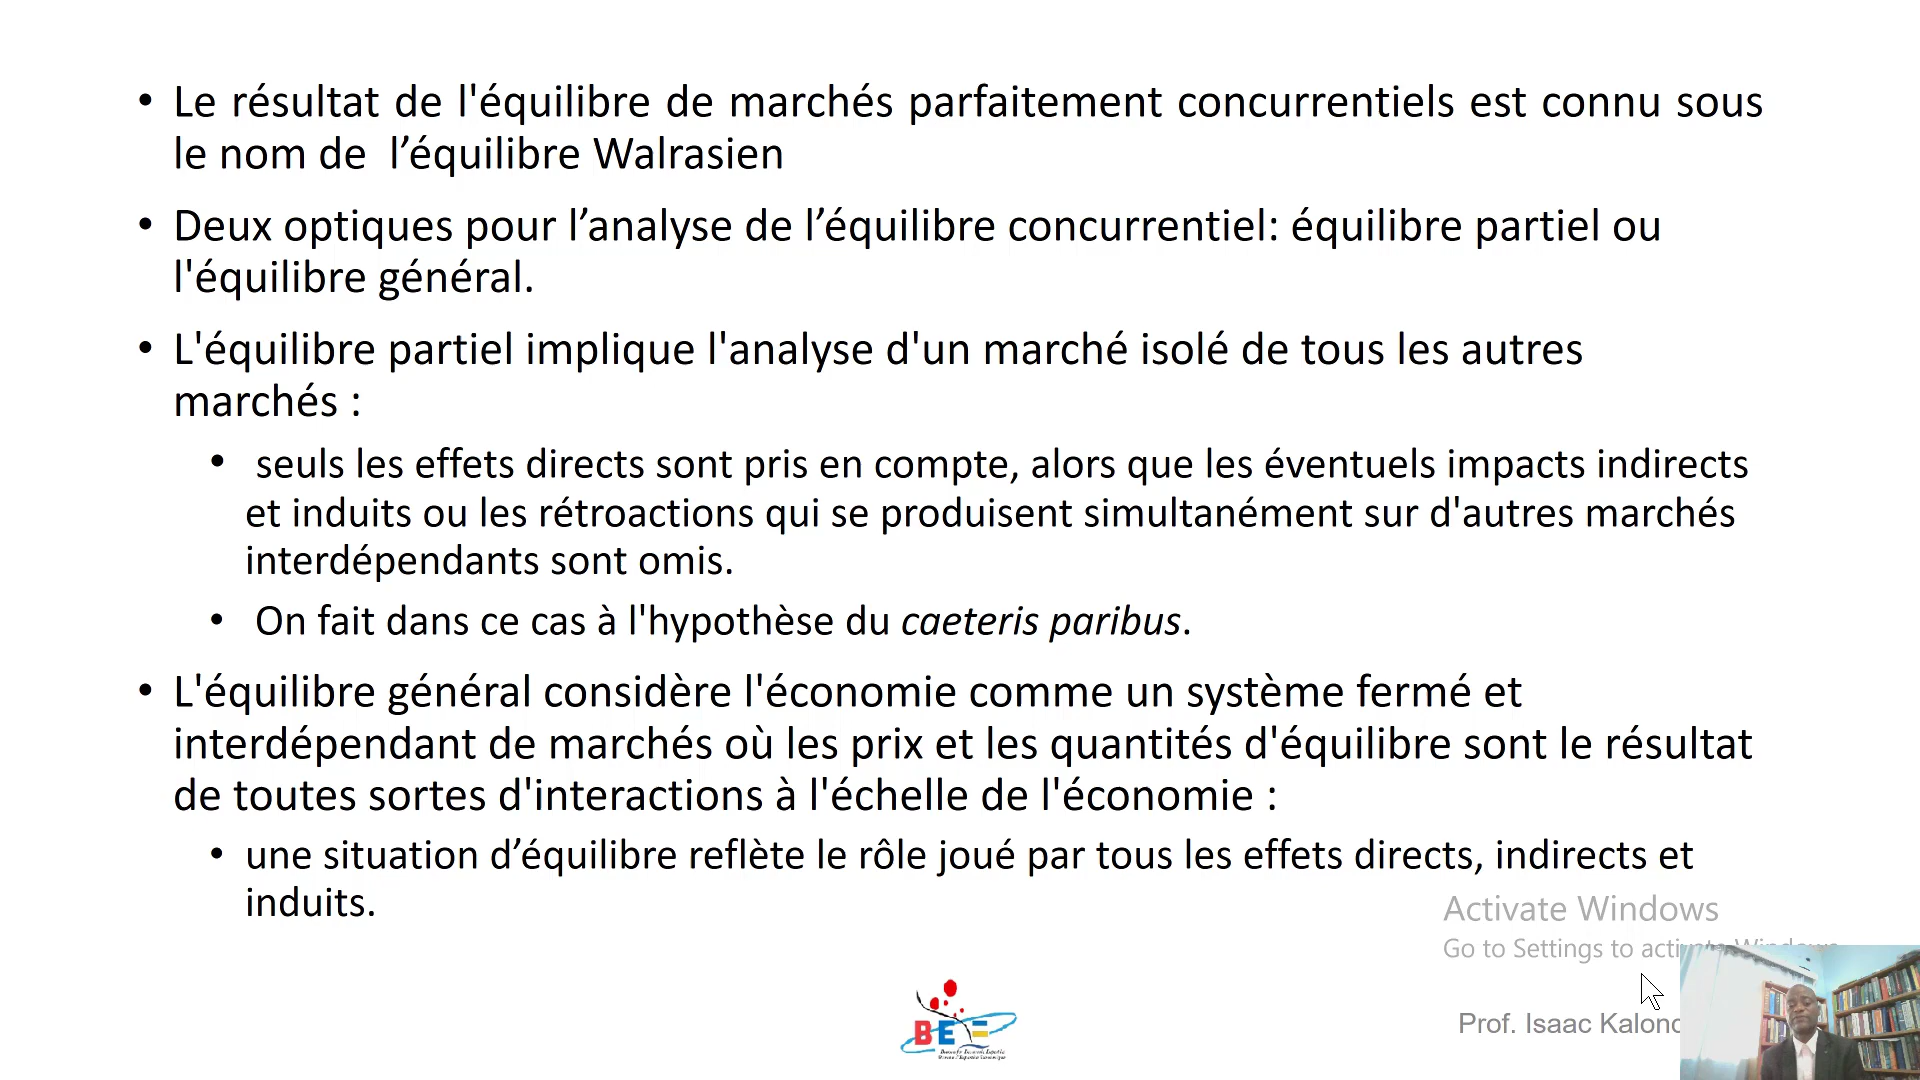 • Le résultat de l'équilibre de marchés parfaitement concurrentiels est connu sous
le nom de l’équilibre Walrasien
• Deux optiques pour l’analyse de l’équilibre concurrentiel: équilibre partiel ou
l'équilibre général.
• L'équilibre partiel implique l'analyse d'un marché isolé de tous les autres
marchés :
• seuls les effets directs sont pris en compte, alors que les éventuels impacts indirects
et induits ou les rétroactions qui se produisent simultanément sur d'autres marchés
interdépendants sont omis.
• On fait dans ce cas à l'hypothèse du caeteris paribus.
• L'équilibre général considère l'économie comme un système fermé et
interdépendant de marchés où les prix et les quantités d'équilibre sont le résultat
de toutes sortes d'interactions à l'échelle de l'économie :
• une situation d’équilibre reflète le rôle joué par tous les effets directs, indirects et
induits.
Activate Windows
Go to Settings to activate Windows
Prof. Isaac
BE